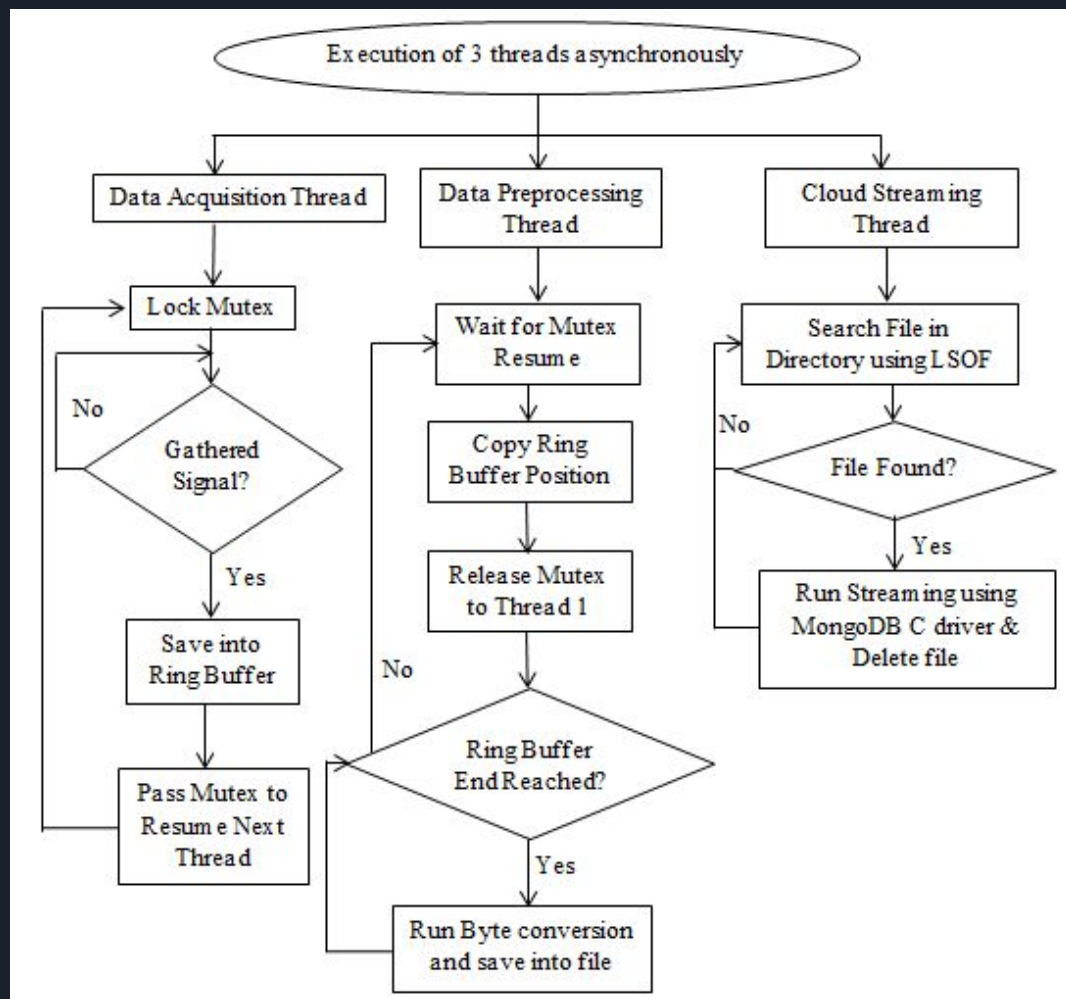 Execution of 3 threads asynchronously
Data Acquisition Thread
Lock Mutex
No
Gathered
Signal?
Yes
Save into
Ring Buffer
Pass Mutex to
Resume Next
Thread
Data Preprocessing
Thread
Wait for Mutex
Resume
Copy Ring
Buffer Position
Release Mutex
to Thread 1
No
Ring Buffer
End Reached?
Yes
Run Byte conversion
and save into file
Cloud Streaming
Thread
Search File in
Directory using LSOF
No
File Found?
Yes
Run Streaming using
MongoDB C driver &
Delete file